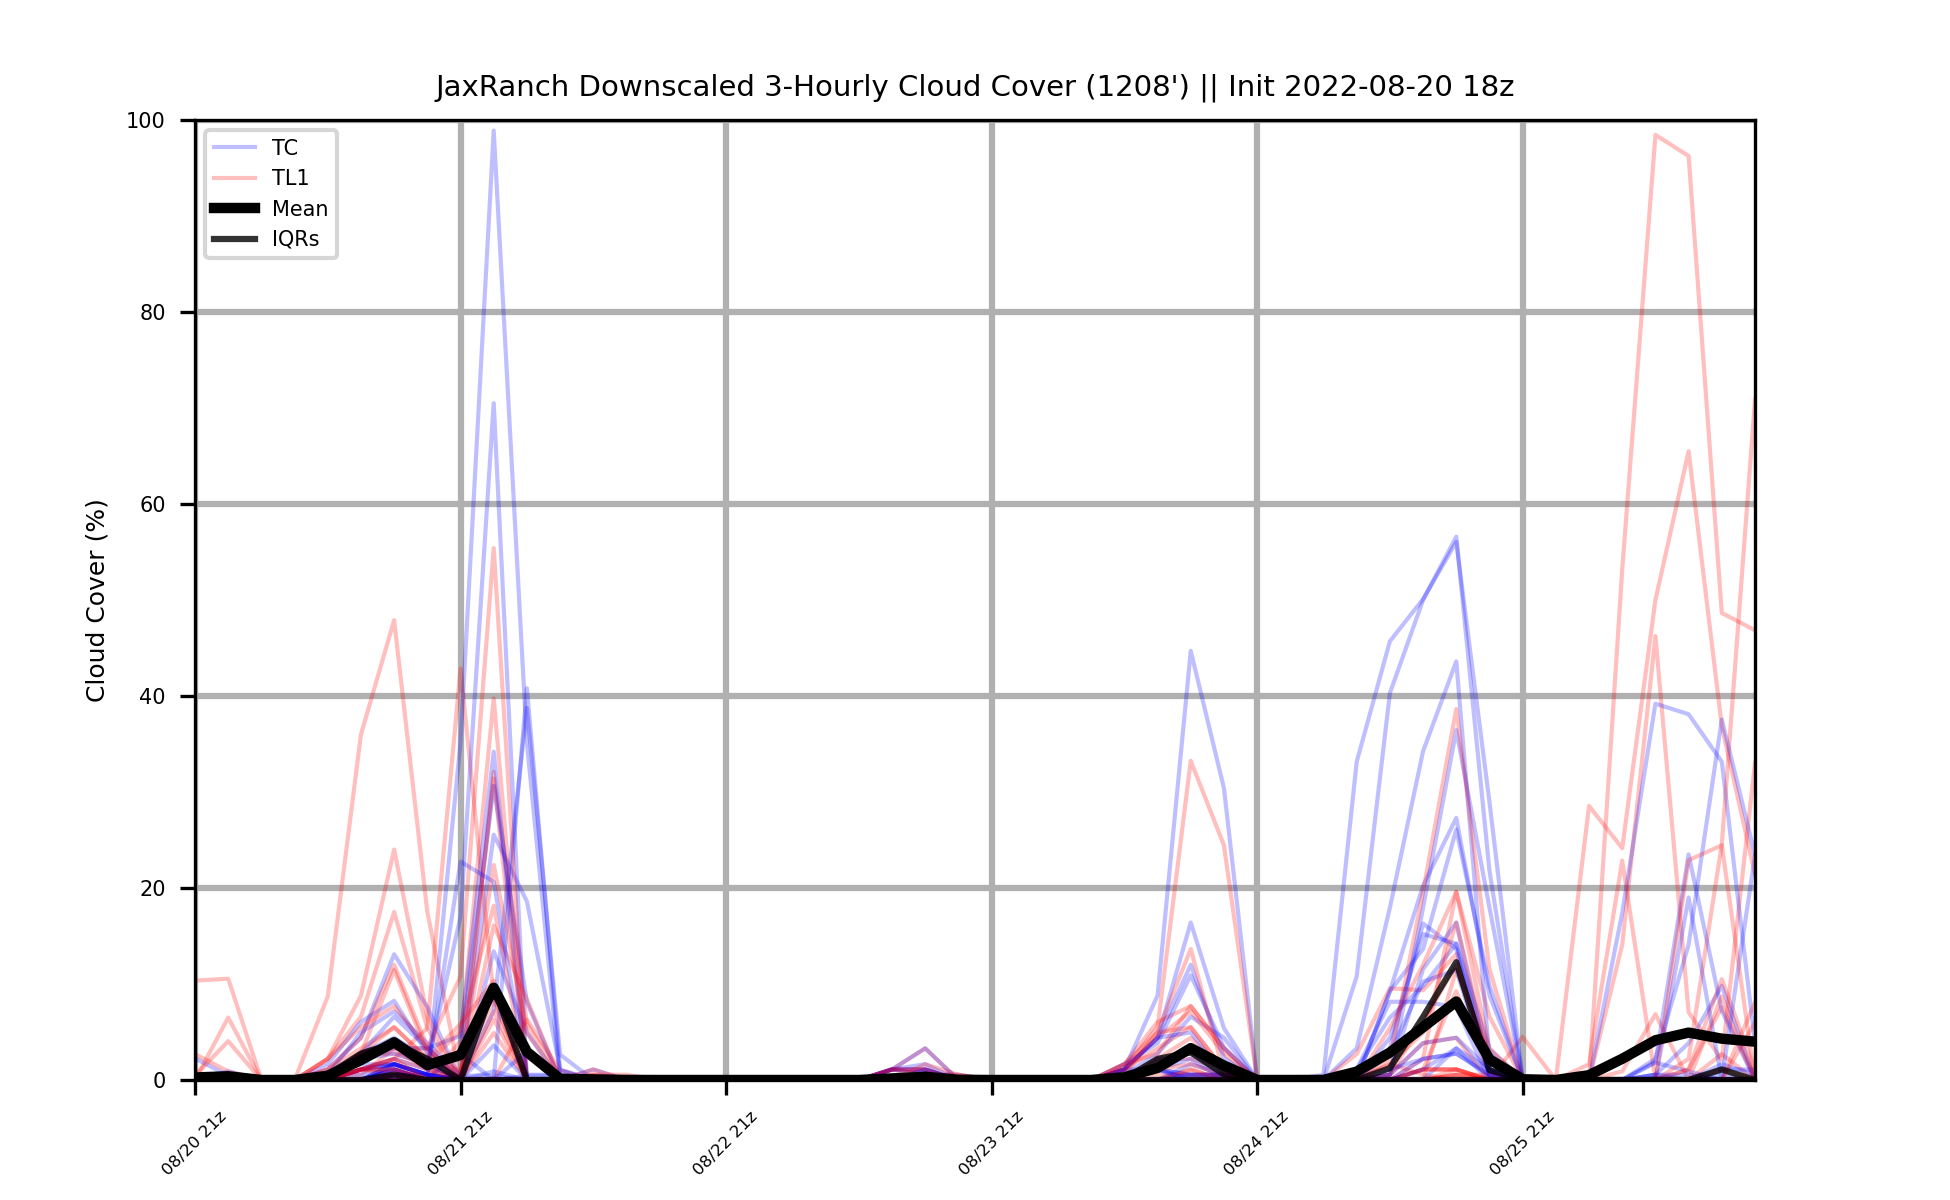 JaxRanch Downscaled 3-Hourly Cloud Cover (1208') || Init 2022-08-20 18z
100
80
60
40
20
0
Cloud Cover (%)
TC
TL1
Mean
IQRs
08/20 21z
08/21 21z
08/22 21z
08/23 21z
08/24 21z
08/25 21z